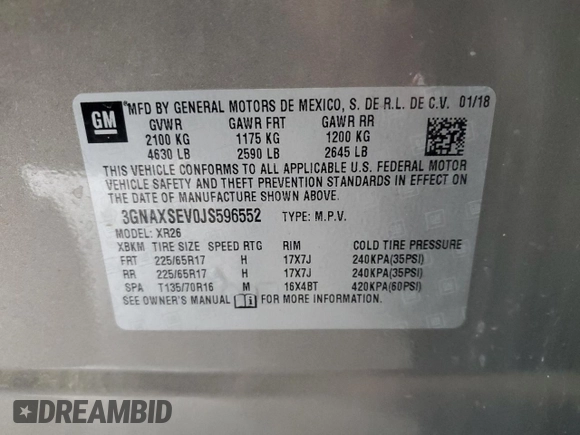 GM
MFD BY GENERAL MOTORS DE MEXICO, S. DE R.L. DE C.V. 01/18
GVWR GAWR FRT GAWR RR
2100 KG 1175 KG 1200 KG
4630 LB 2590 LB 2645 LB
THIS VEHICLE CONFORMS TO ALL APPLICABLE U.S. FEDERAL MOTOR
VEHICLE SAFETY AND THEFT PREVENTION STANDARDS IN EFFECT ON
THE DATE OF MANUFACTURE SHOWN ABOVE.
3GNAXSEV0JS596552 TYPE: M.P.V.
MODEL: XR26
XBKM TIRE SIZE SPEED RTG RIM COLD TIRE PRESSURE
FRT 225/65R17 H 17X7J 240KPA(35PSI)
RR 225/65R17 H 17X7J 240KPA(35PSI)
SPA T135/70R16 M 16X4BT 420KPA(60PSI)
SEE OWNER'S MANUAL FOR MORE INFORMATION
DREAMBID